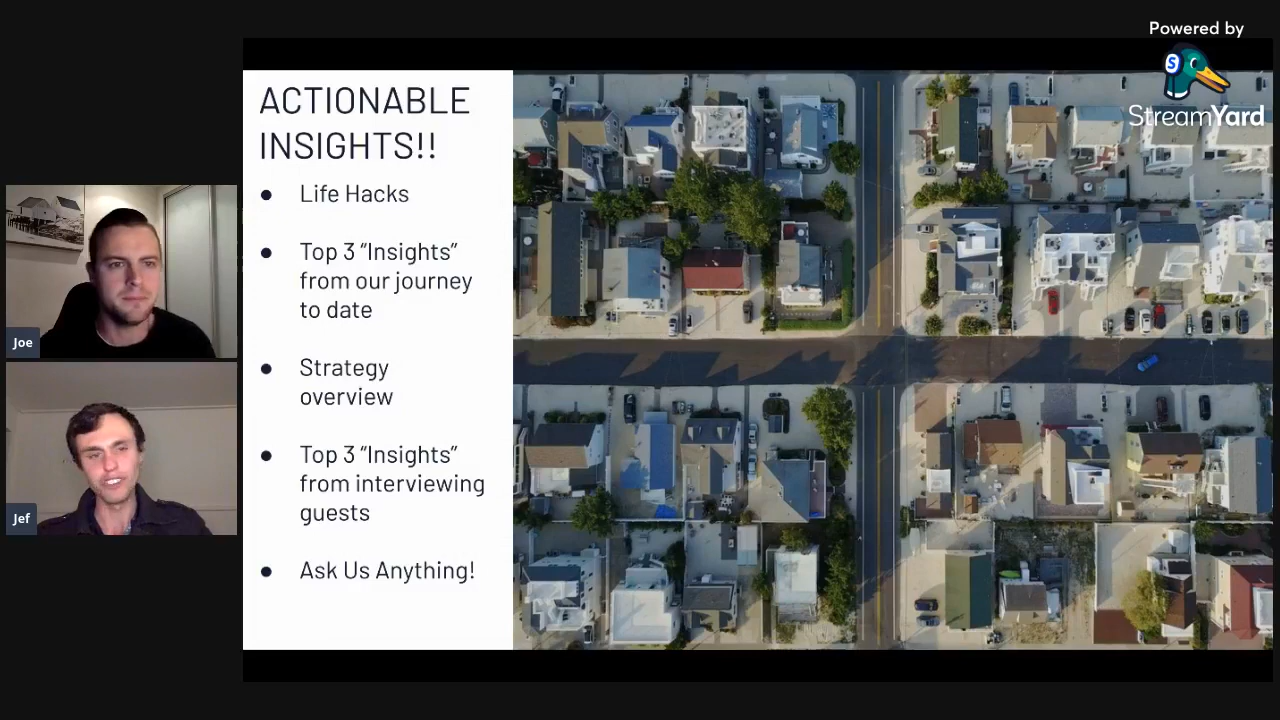 Powered by
S
StreamYard
ACTIONABLE
INSIGHTS!!
● Life Hacks
● Top 3 “Insights”
from our journey
to date
● Strategy
overview
● Top 3 “Insights”
from interviewing
guests
● Ask Us Anything!
Joe
Jef